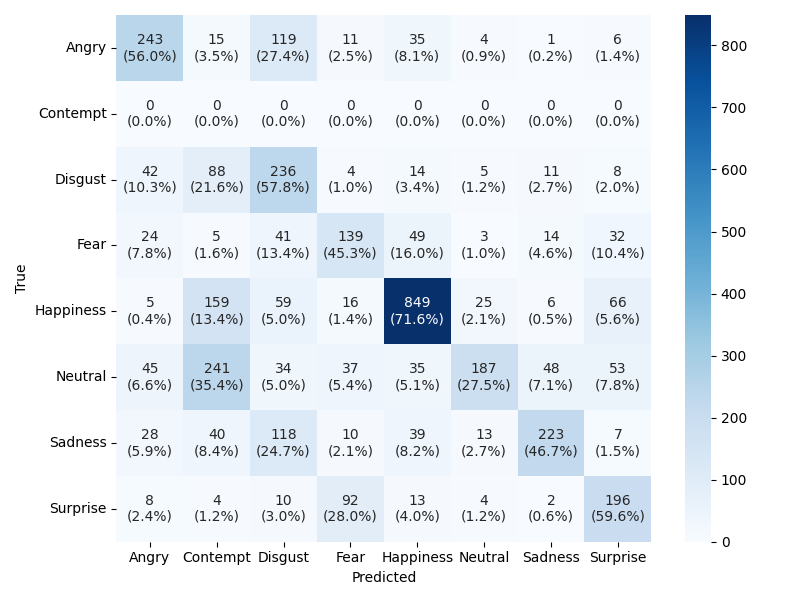 Angry 243 15 119 11 35 4 1 6
(56.0%) (3.5%) (27.4%) (2.5%) (8.1%) (0.9%) (0.2%) (1.4%)
Contempt 0 0 0 0 0 0 0 0
(0.0%) (0.0%) (0.0%) (0.0%) (0.0%) (0.0%) (0.0%) (0.0%)
Disgust 42 88 236 4 14 5 11 8
(10.3%) (21.6%) (57.8%) (1.0%) (3.4%) (1.2%) (2.7%) (2.0%)
Fear 24 5 41 139 49 3 14 32
(7.8%) (1.6%) (13.4%) (45.3%) (16.0%) (1.0%) (4.6%) (10.4%)
True
Happiness 5 159 59 16 849 25 6 66
(0.4%) (13.4%) (5.0%) (1.4%) (71.6%) (2.1%) (0.5%) (5.6%)
Neutral 45 241 34 37 35 187 48 53
(6.6%) (35.4%) (5.0%) (5.4%) (5.1%) (27.5%) (7.1%) (7.8%)
Sadness 28 40 118 10 39 13 223 7
(5.9%) (8.4%) (24.7%) (2.1%) (8.2%) (2.7%) (46.7%) (1.5%)
Surprise 8 4 10 92 13 4 2 196
(2.4%) (1.2%) (3.0%) (28.0%) (4.0%) (1.2%) (0.6%) (59.6%)
Angry Contempt Disgust Fear Happiness Neutral Sadness Surprise
Predicted
800
700
600
500
400
300
200
100
0